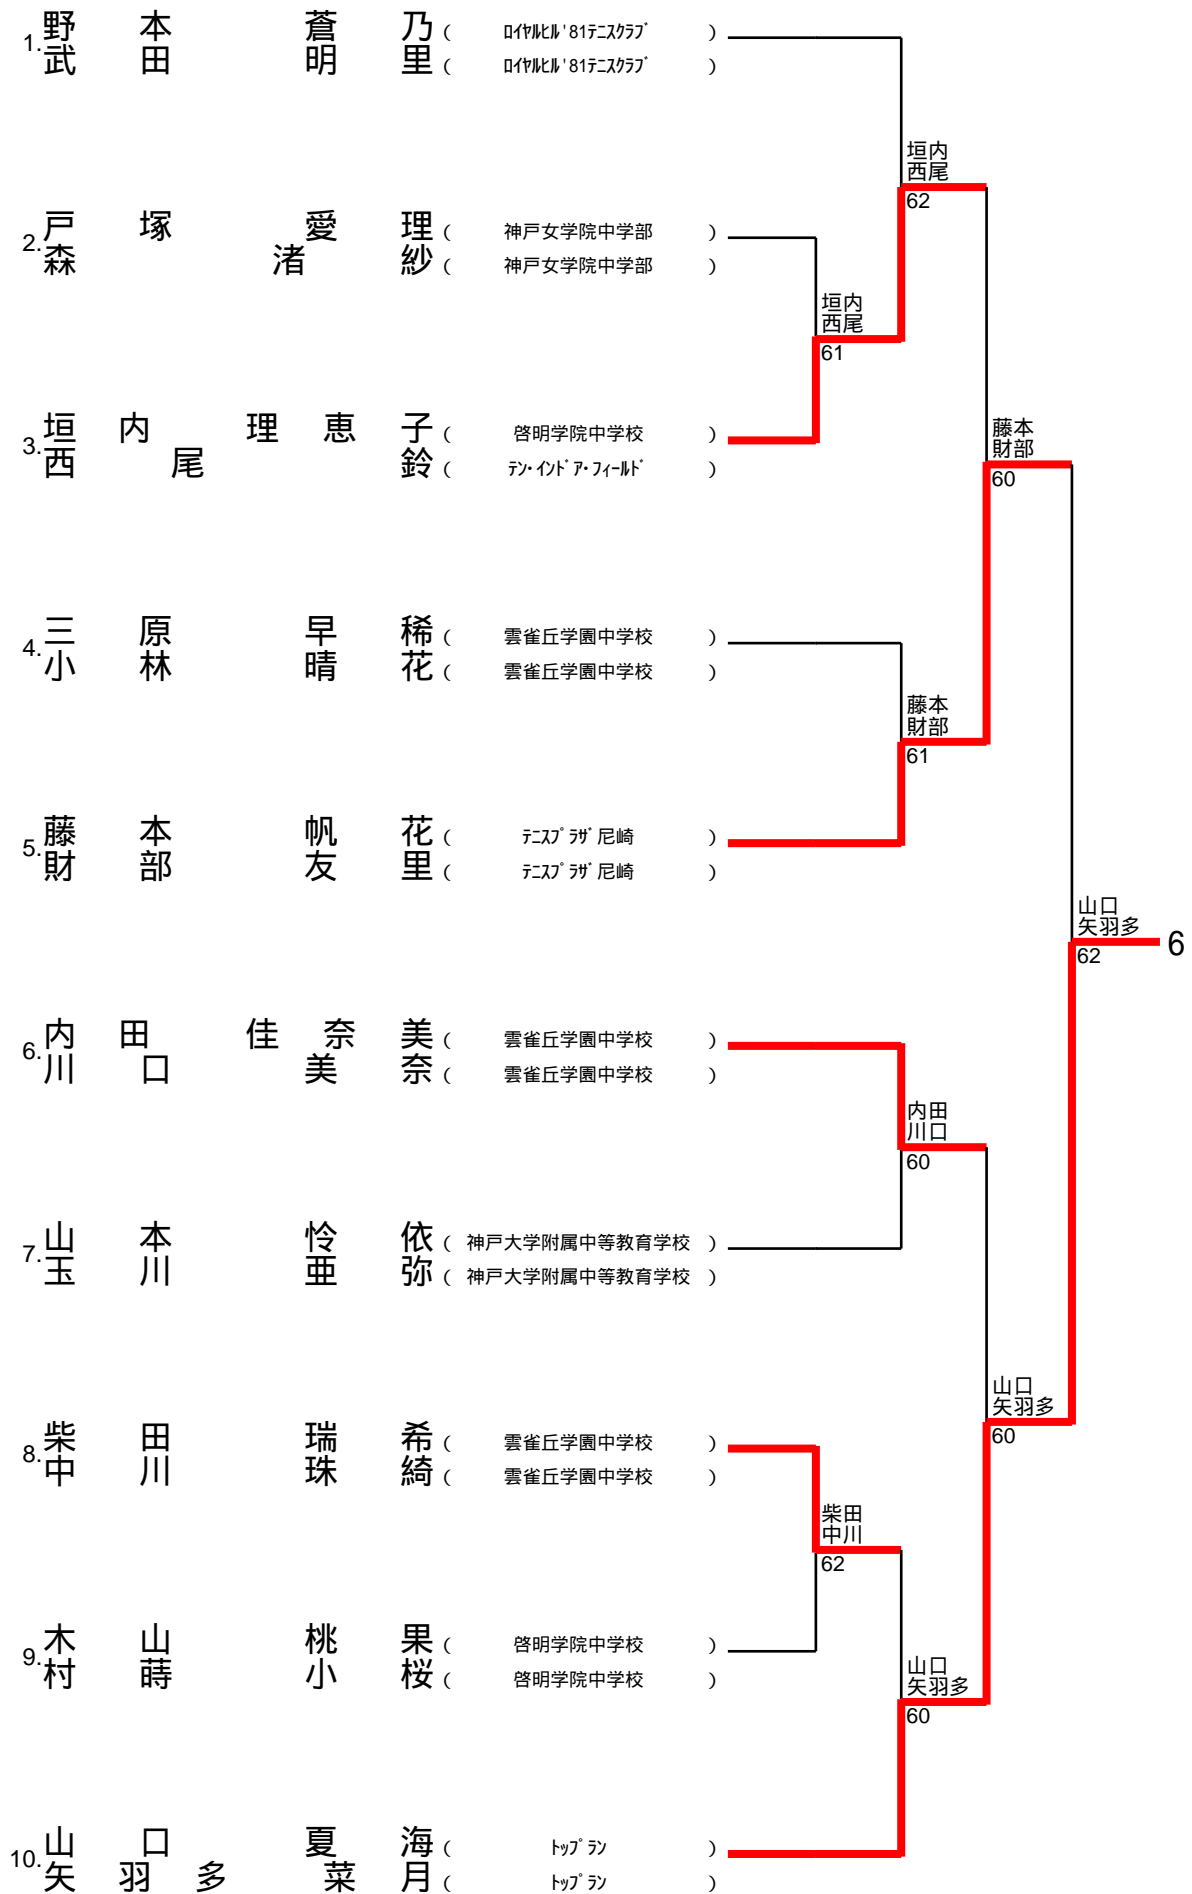 1. 野本 蒼乃 ( ﾛｲﾔﾙﾋﾙ'81ﾃﾆｽｸﾗﾌﾞ )
武田 明里 ( ﾛｲﾔﾙﾋﾙ'81ﾃﾆｽｸﾗﾌﾞ )
垣内
西尾
62
2. 戸塚 愛理 ( 神戸女学院中学部 )
森 渚紗 ( 神戸女学院中学部 )
垣内
西尾
61
3. 垣内 理恵子 ( 啓明学院中学校 )
西尾 鈴 ( ﾃﾝ･ｲﾝﾄﾞｱ･ﾌｨｰﾙﾄﾞ )
藤本
財部
60
4. 三原 早稀 ( 雲雀丘学園中学校 )
小林 晴花 ( 雲雀丘学園中学校 )
藤本
財部
61
5. 藤本 帆花 ( ﾃﾆｽﾌﾟﾗｻﾞ尼崎 )
財部 友里 ( ﾃﾆｽﾌﾟﾗｻﾞ尼崎 )
山口
矢羽多
62
6
6. 内田 佳奈美 ( 雲雀丘学園中学校 )
川口 美奈 ( 雲雀丘学園中学校 )
内田
川口
60
7. 山本 怜依 ( 神戸大学附属中等教育学校 )
玉川 亜弥 ( 神戸大学附属中等教育学校 )
山口
矢羽多
60
8. 柴田 瑞希 ( 雲雀丘学園中学校 )
中川 珠綺 ( 雲雀丘学園中学校 )
柴田
中川
62
9. 木山 桃果 ( 啓明学院中学校 )
村蒔 小桜 ( 啓明学院中学校 )
山口
矢羽多
60
10. 山口 夏海 ( ﾄｯﾌﾟﾗﾝ )
矢羽多 菜月 ( ﾄｯﾌﾟﾗﾝ )